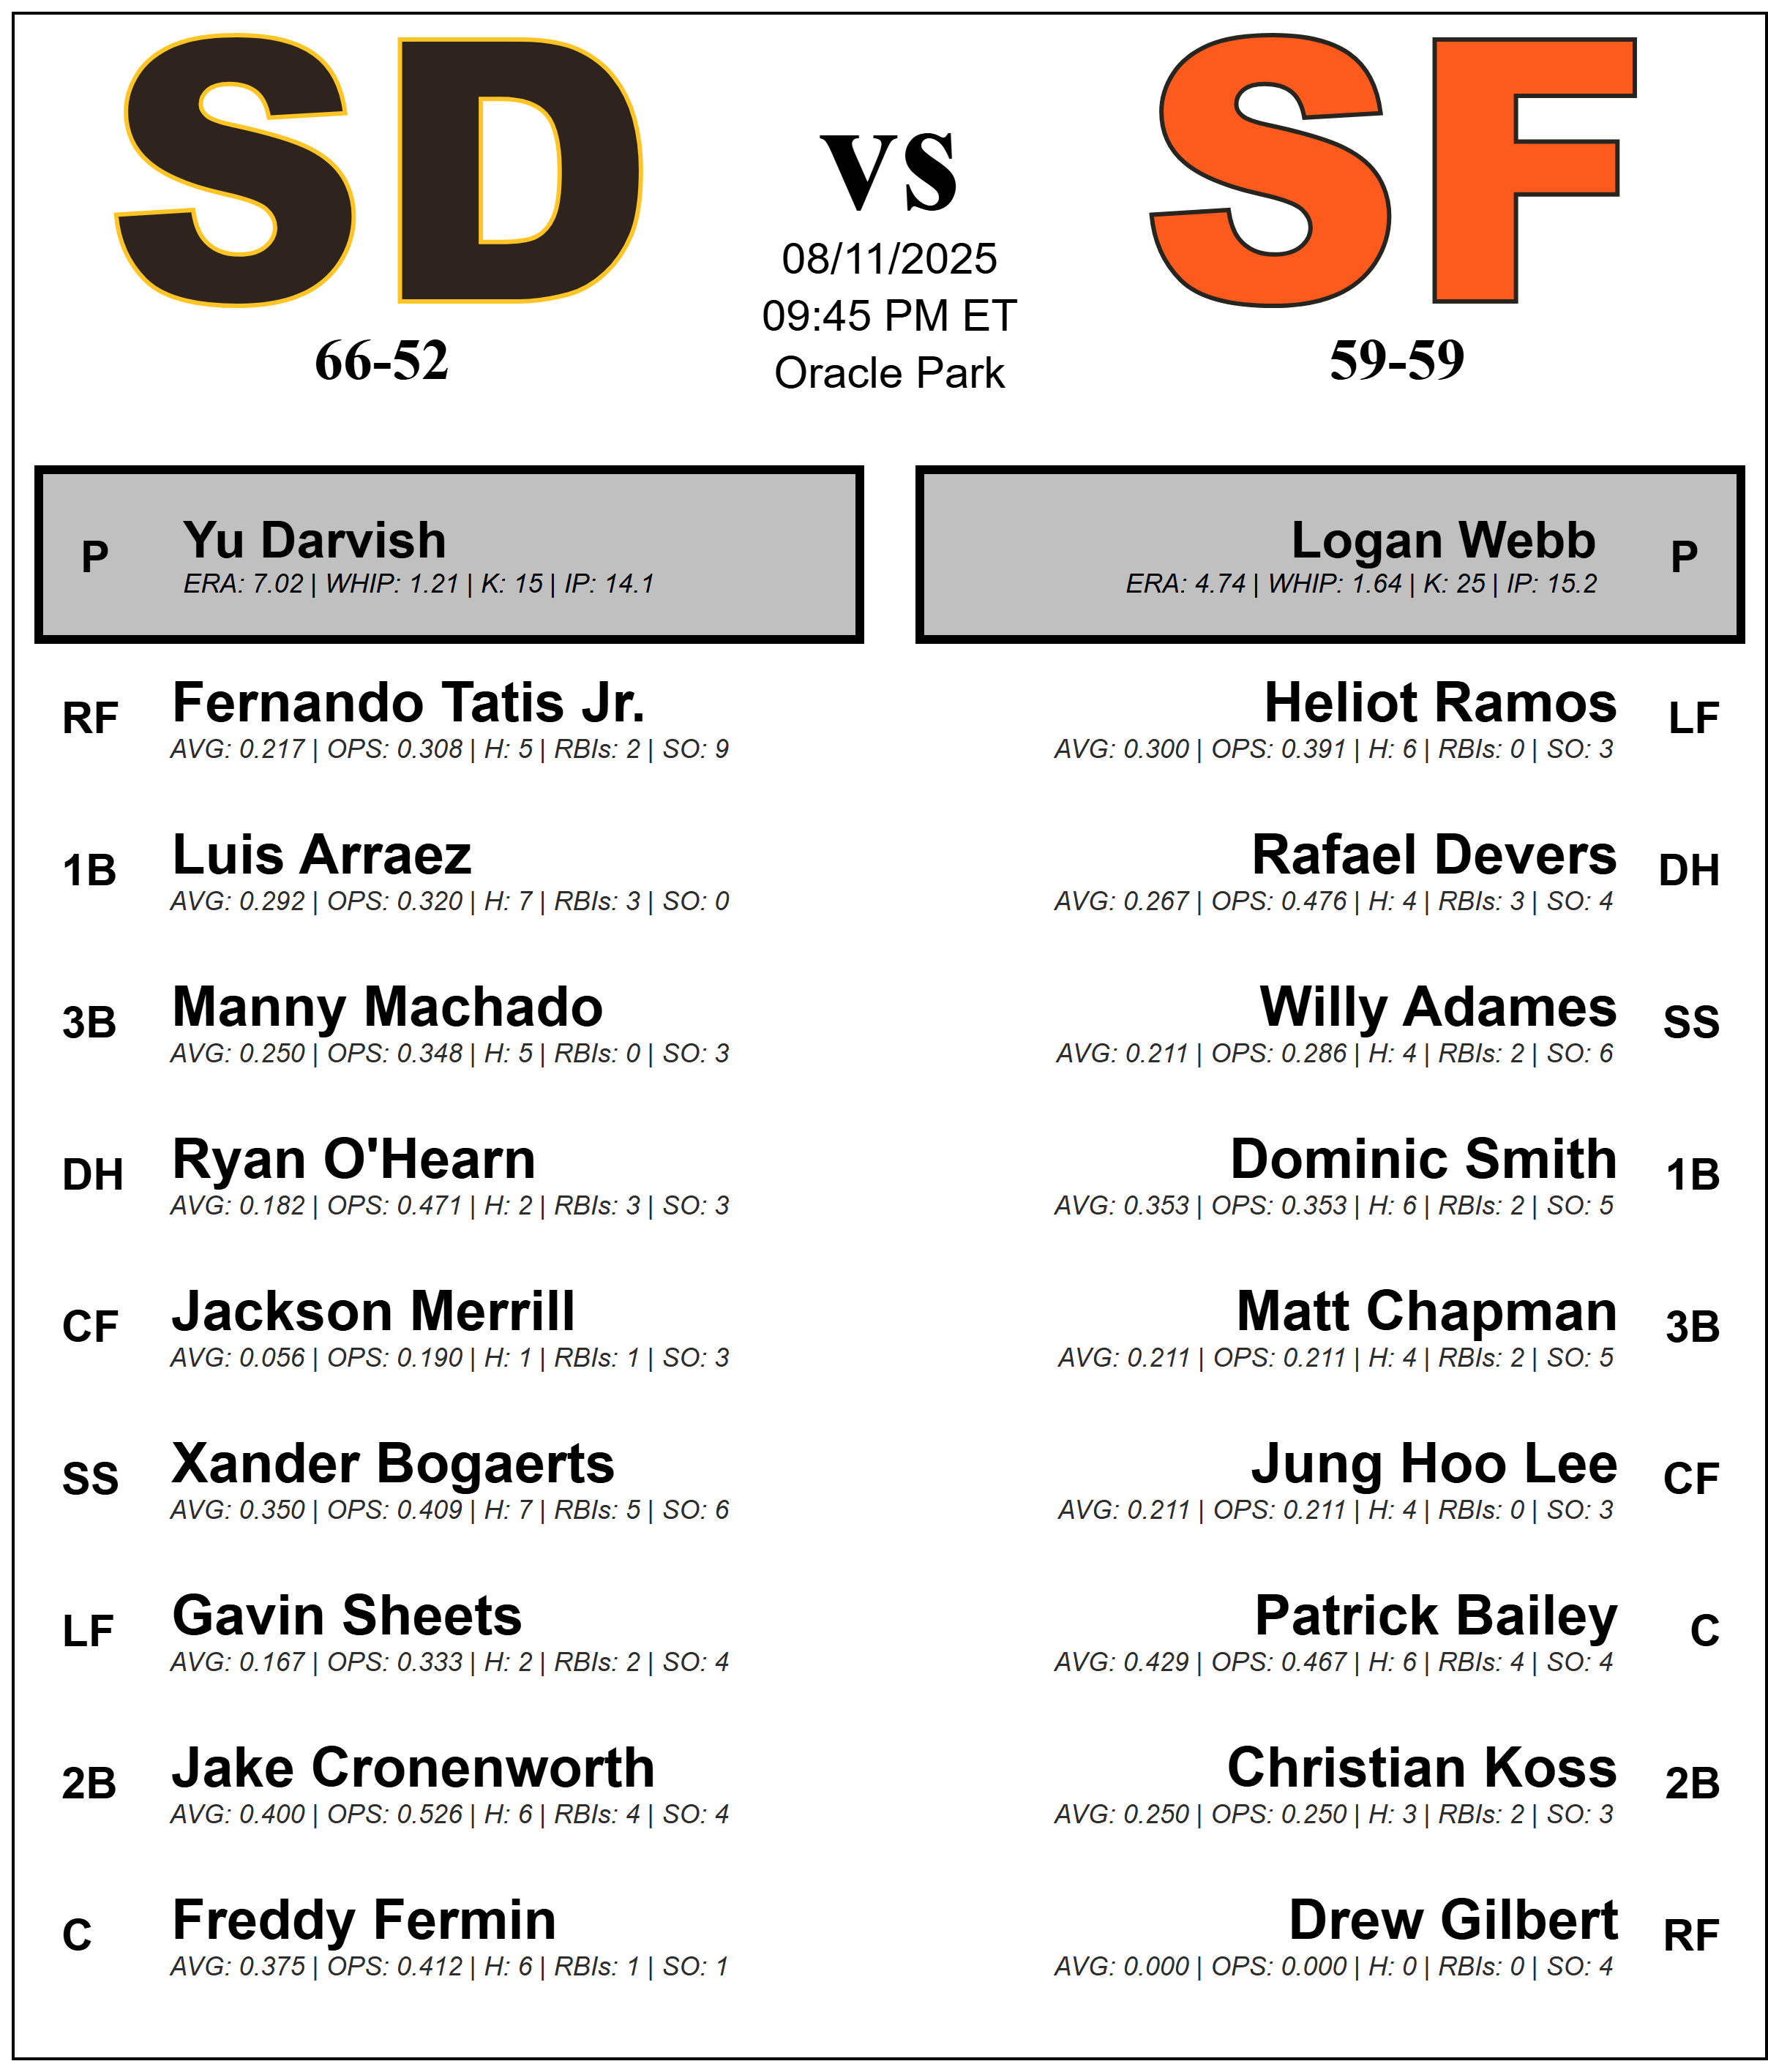 SD
vs
SF
08/11/2025
09:45 PM ET
Oracle Park
66-52
59-59
P
Yu Darvish
ERA: 7.02 | WHIP: 1.21 | K: 15 | IP: 14.1
Logan Webb
P
ERA: 4.74 | WHIP: 1.64 | K: 25 | IP: 15.2
RF
Fernando Tatis Jr.
AVG: 0.217 | OPS: 0.308 | H: 5 | RBIs: 2 | SO: 9
Heliot Ramos
LF
AVG: 0.300 | OPS: 0.391 | H: 6 | RBIs: 0 | SO: 3
1B
Luis Arraez
AVG: 0.292 | OPS: 0.320 | H: 7 | RBIs: 3 | SO: 0
Rafael Devers
DH
AVG: 0.267 | OPS: 0.476 | H: 4 | RBIs: 3 | SO: 4
3B
Manny Machado
AVG: 0.250 | OPS: 0.348 | H: 5 | RBIs: 0 | SO: 3
Willy Adames
SS
AVG: 0.211 | OPS: 0.286 | H: 4 | RBIs: 2 | SO: 6
DH
Ryan O'Hearn
AVG: 0.182 | OPS: 0.471 | H: 2 | RBIs: 3 | SO: 3
Dominic Smith
1B
AVG: 0.353 | OPS: 0.353 | H: 6 | RBIs: 2 | SO: 5
CF
Jackson Merrill
AVG: 0.056 | OPS: 0.190 | H: 1 | RBIs: 1 | SO: 3
Matt Chapman
3B
AVG: 0.211 | OPS: 0.211 | H: 4 | RBIs: 2 | SO: 5
SS
Xander Bogaerts
AVG: 0.350 | OPS: 0.409 | H: 7 | RBIs: 5 | SO: 6
Jung Hoo Lee
CF
AVG: 0.211 | OPS: 0.211 | H: 4 | RBIs: 0 | SO: 3
LF
Gavin Sheets
AVG: 0.167 | OPS: 0.333 | H: 2 | RBIs: 2 | SO: 4
Patrick Bailey
C
AVG: 0.429 | OPS: 0.467 | H: 6 | RBIs: 4 | SO: 4
2B
Jake Cronenworth
AVG: 0.400 | OPS: 0.526 | H: 6 | RBIs: 4 | SO: 4
Christian Koss
2B
AVG: 0.250 | OPS: 0.250 | H: 3 | RBIs: 2 | SO: 3
C
Freddy Fermin
AVG: 0.375 | OPS: 0.412 | H: 6 | RBIs: 1 | SO: 1
Drew Gilbert
RF
AVG: 0.000 | OPS: 0.000 | H: 0 | RBIs: 0 | SO: 4